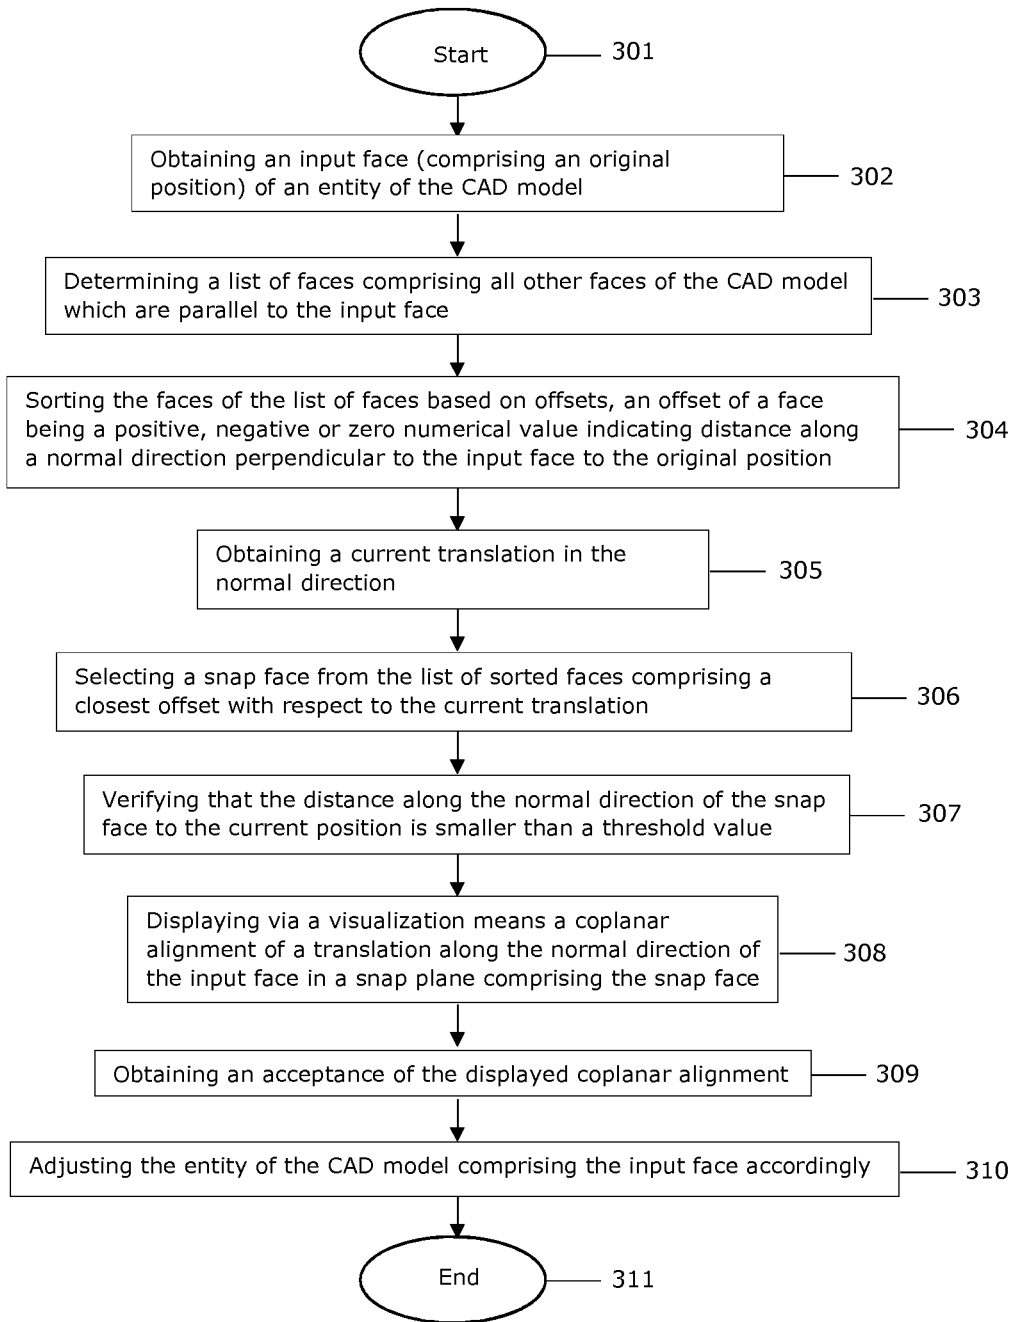 Start
301
Obtaining an input face (comprising an original
position) of an entity of the CAD model
302
Determining a list of faces comprising all other faces of the CAD model
which are parallel to the input face
303
Sorting the faces of the list of faces based on offsets, an offset of a face
being a positive, negative or zero numerical value indicating distance along
a normal direction perpendicular to the input face to the original position
304
Obtaining a current translation in the
normal direction
305
Selecting a snap face from the list of sorted faces comprising a
closest offset with respect to the current translation
306
Verifying that the distance along the normal direction of the snap
face to the current position is smaller than a threshold value
307
Displaying via a visualization means a coplanar
alignment of a translation along the normal direction of
the input face in a snap plane comprising the snap face
308
Obtaining an acceptance of the displayed coplanar alignment
309
Adjusting the entity of the CAD model comprising the input face accordingly
310
End
311